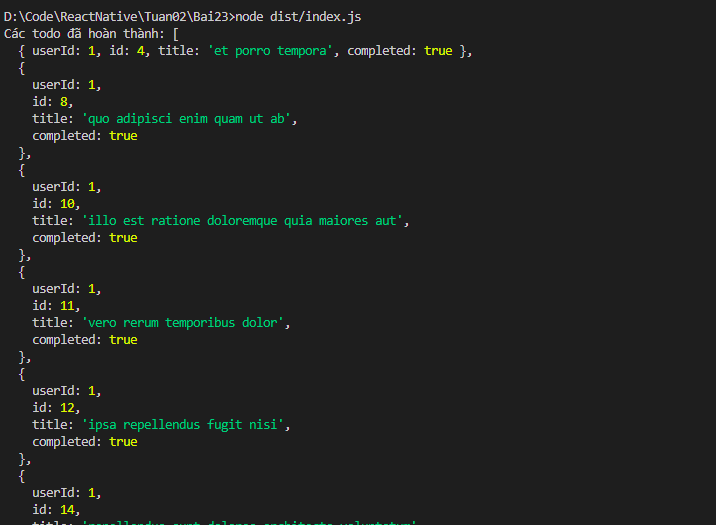 D:\Code\ReactNative\Tuan02\Bai23>node dist/index.js
Các todo đã hoàn thành: [
  { userId: 1, id: 4, title: 'et porro tempora', completed: true },
  {
    userId: 1,
    id: 8,
    title: 'quo adipisci enim quam ut ab',
    completed: true
  },
  {
    userId: 1,
    id: 10,
    title: 'illo est ratione doloremque quia maiores aut',
    completed: true
  },
  {
    userId: 1,
    id: 11,
    title: 'vero rerum temporibus dolor',
    completed: true
  },
  {
    userId: 1,
    id: 12,
    title: 'ipsa repellendus fugit nisi',
    completed: true
  },
  {
    userId: 1,
    id: 14,